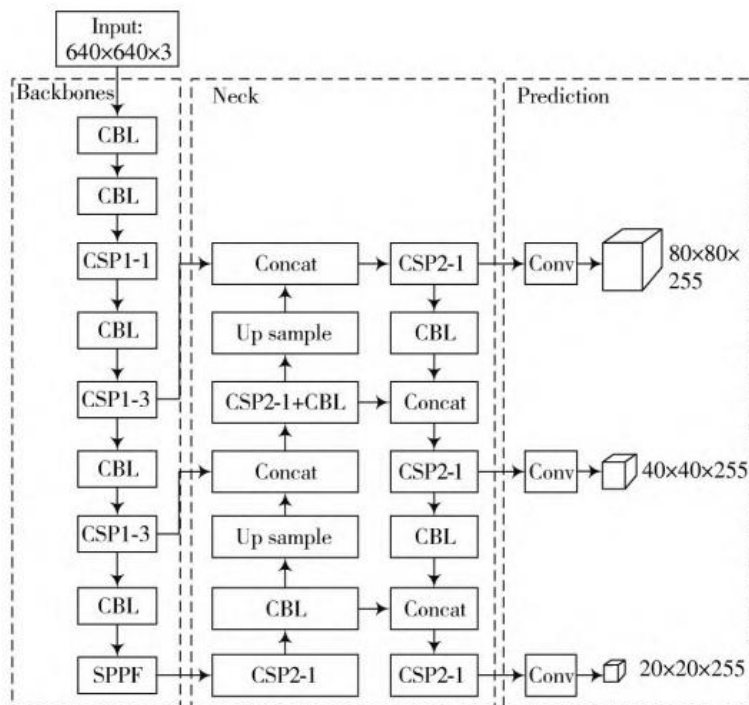 Input:
640×640×3
Backbones
CBL
CBL
CSP1-1
CBL
CSP1-3
CBL
CSP1-3
CBL
SPPF
Neck
Concat
Up sample
CSP2-1+CBL
Concat
Up sample
CBL
CSP2-1
CSP2-1
CBL
Concat
CSP2-1
CBL
Concat
CSP2-1
Prediction
Conv
80×80×
255
Conv
40×40×255
Conv
20×20×255